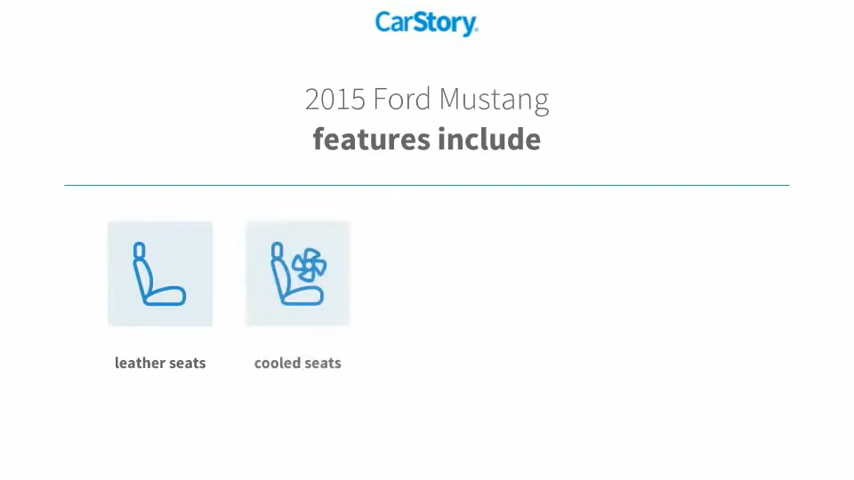 CarStory.
2015 Ford Mustang
features include
leather seats
cooled seats